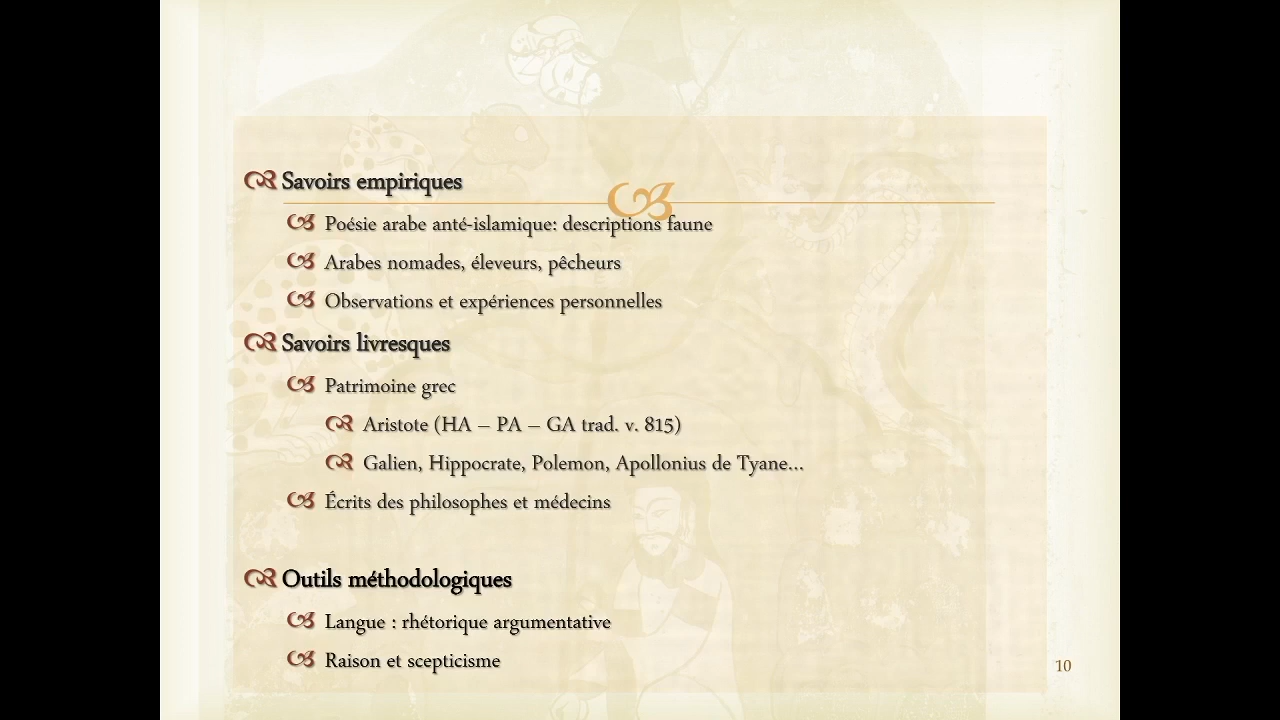 Savoirs empiriques
Poésie arabe anté-islamique: descriptions faune
Arabes nomades, éleveurs, pêcheurs
Observations et expériences personnelles
Savoirs livresques
Patrimoine grec
Aristote (HA – PA – GA trad. v. 815)
Galien, Hippocrate, Polemon, Apollonius de Tyane...
Écrits des philosophes et médecins
Outils méthodologiques
Langue : rhétorique argumentative
Raison et scepticisme
10